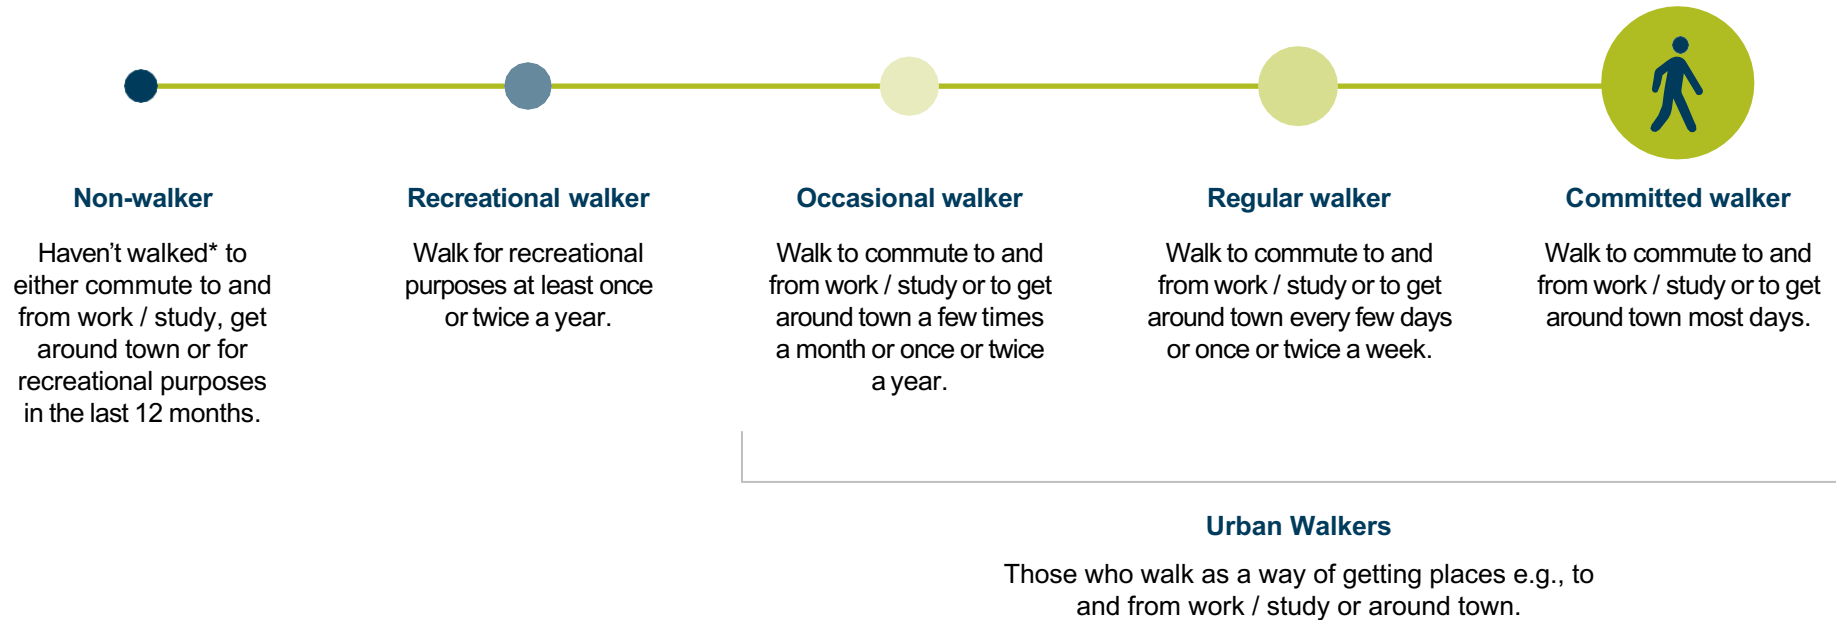 Non-walker
Haven't walked* to
either commute to and
from work / study, get
around town or for
recreational purposes
in the last 12 months.
Recreational walker
Walk for recreational
purposes at least once
or twice a year.
Occasional walker
Walk to commute to and
from work / study or to get
around town a few times
a month or once or twice
a year.
Regular walker
Walk to commute to and
from work / study or to get
around town every few days
or once or twice a week.
Committed walker
Walk to commute to and
from work / study or to get
around town most days.
Urban Walkers
Those who walk as a way of getting places e.g., to
and from work / study or around town.